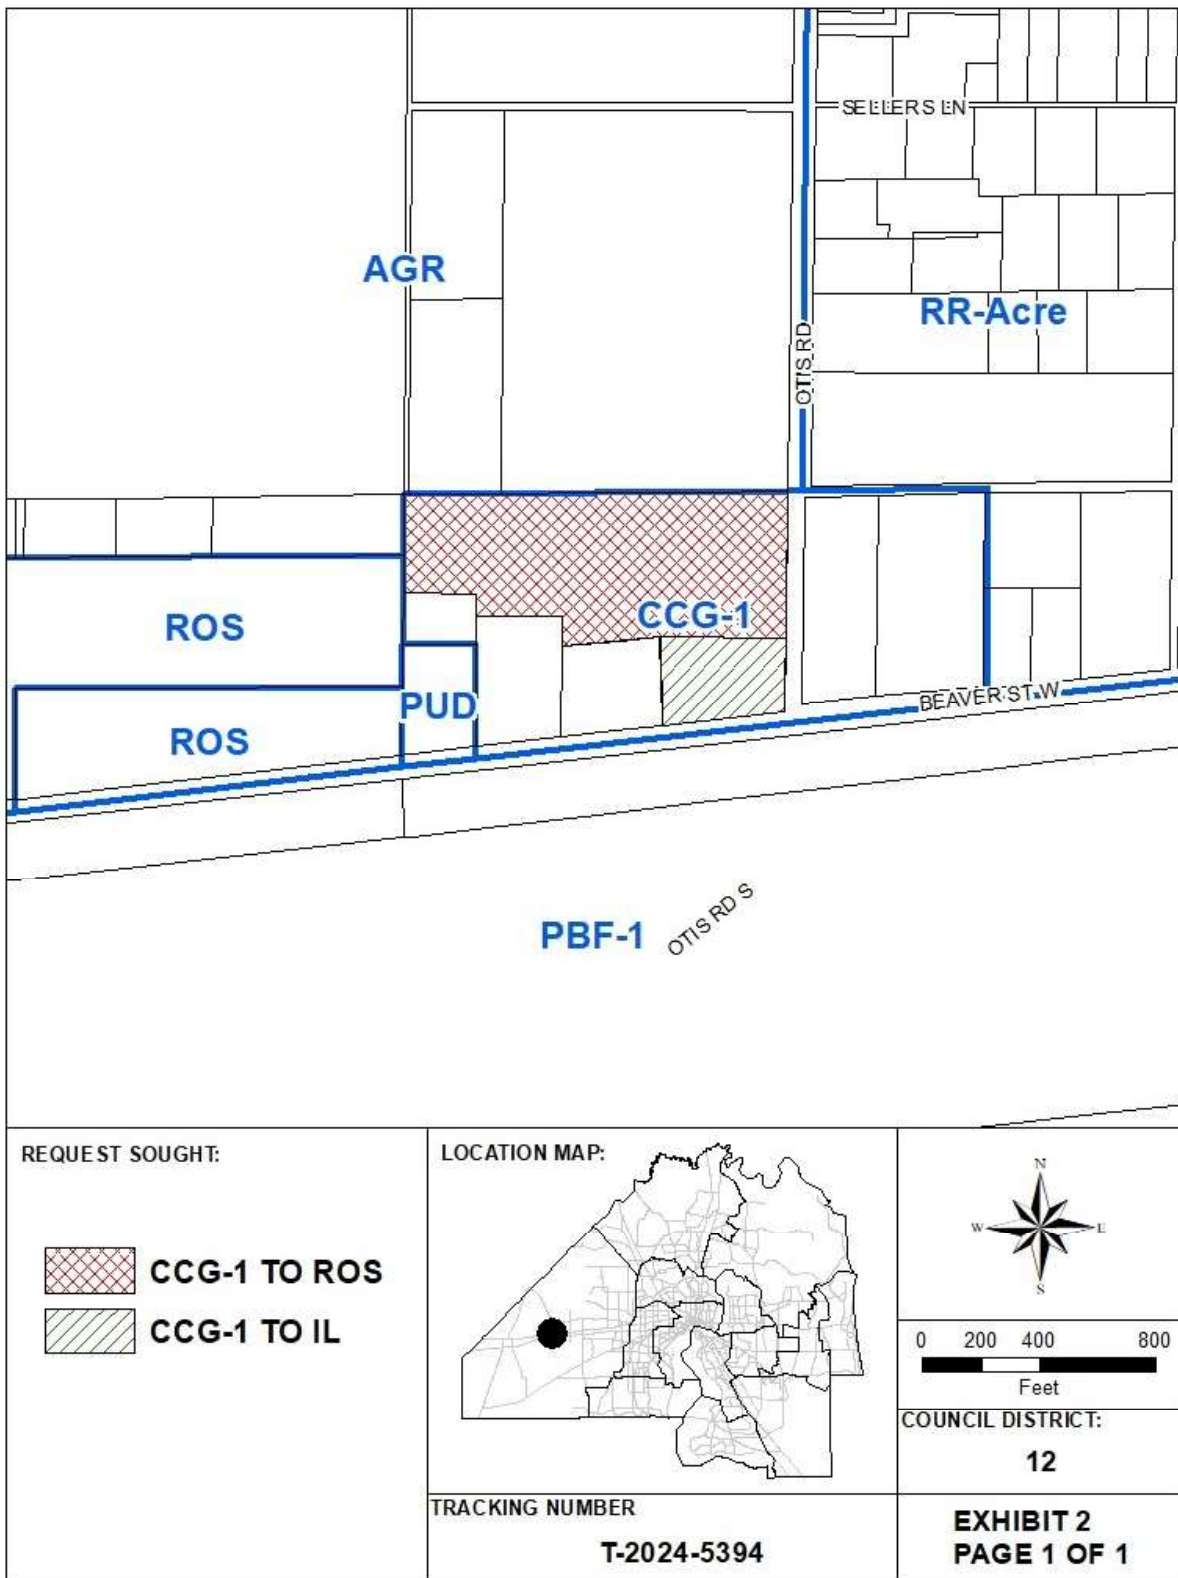 SELLERS LN
AGR
RR-Acre
OTIS RD
CCG-1
ROS
PUD
BEAVER ST W
ROS
PBF-1
OTIS RD S
REQUEST SOUGHT:
CCG-1 TO ROS
CCG-1 TO IL
LOCATION MAP:
N
W
E
S
0 200 400 800
Feet
COUNCIL DISTRICT:
12
TRACKING NUMBER
T-2024-5394
EXHIBIT 2
PAGE 1 OF 1